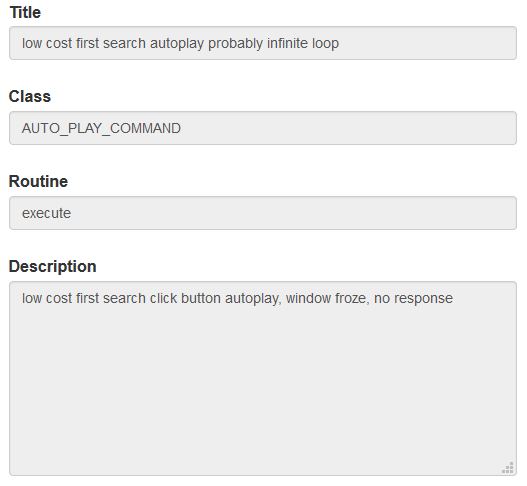 Title
low cost first search autoplay probably infinite loop
Class
AUTO_PLAY_COMMAND
Routine
execute
Description
low cost first search click button autoplay, window froze, no response